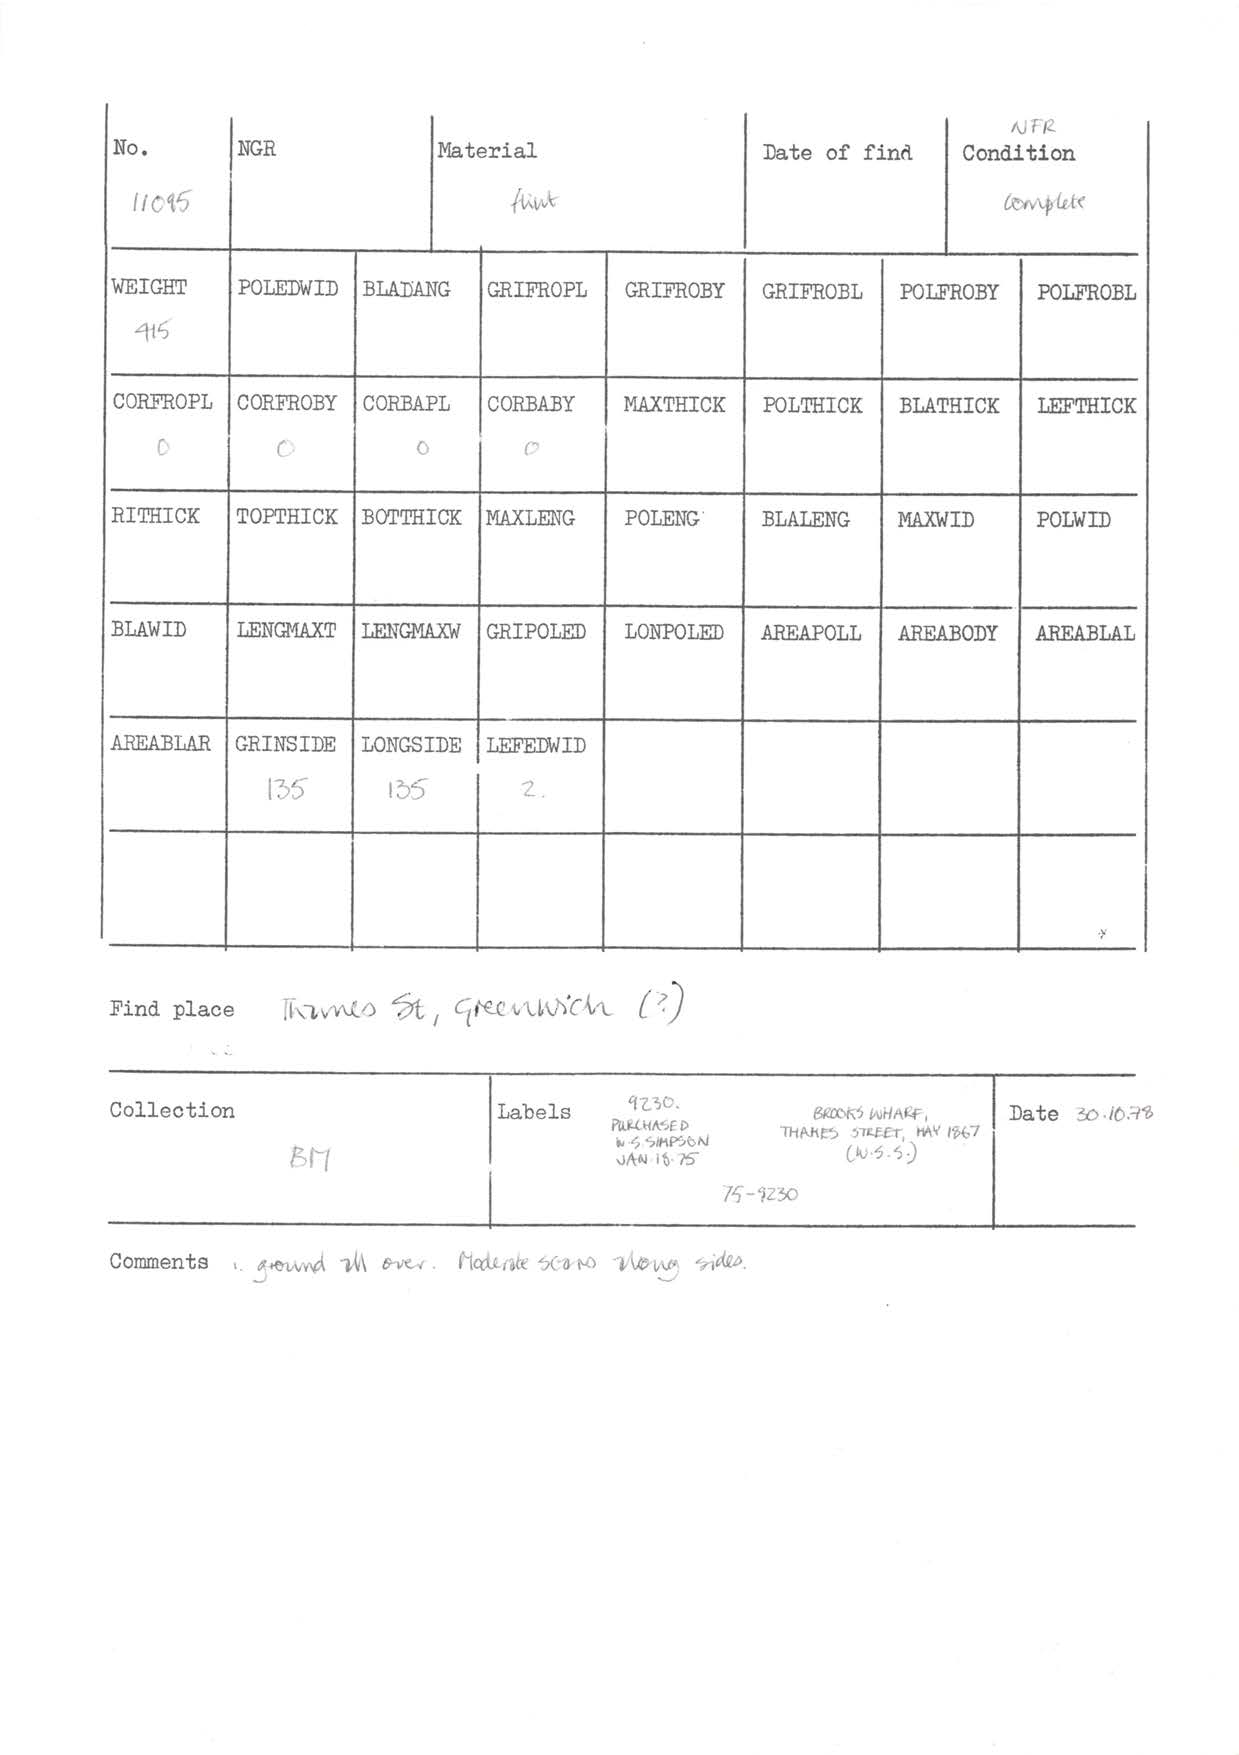 NFR
No. NGR Material Date of find Condition
11095 flint complete
WEIGHT POLEDWID BLADANG GRIFROPL GRIFROBY GRIFROBL POLFROBY POLFROBL
415
CORFROPL CORFROBY CORBAPL CORBABY MAXTHICK POLTHICK BLATHICK LEFTHICK
0 0 0 0
RITHICK TOPTHICK BOTTHICK MAXLENG POLENG BLALENG MAXWID POLWID
BLAWID LENGMAXT LENGMAXW GRIPOLED LONPOLED AREAPOLL AREABODY AREABLAL
AREABLAR GRINSIDE LONGSIDE LEFEDWID
135 135 2.
Find place Thames St, Greenwich (?)
Collection
BM
Labels
9230.
PURCHASED
W.S.SIMPSON
JAN.18.75
BROOKS WHARF,
THAMES STREET, MAY 1867
(W.S.S.)
75-9230
Date 30.10.78
Comments ground all over. Moderate scars along sides.